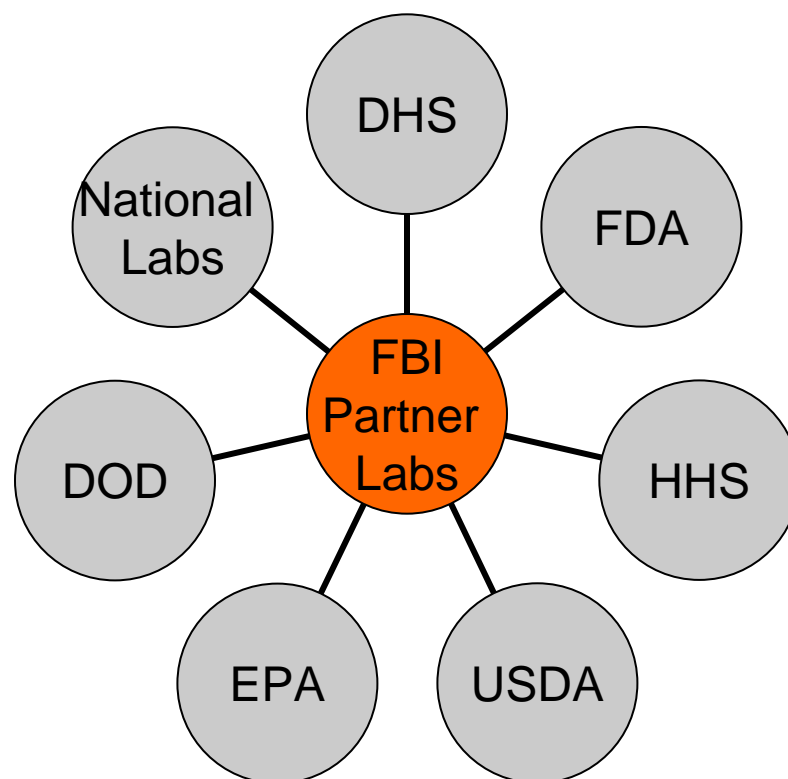 DHS
National
Labs
FDA
FBI
Partner
Labs
DOD
HHS
EPA
USDA